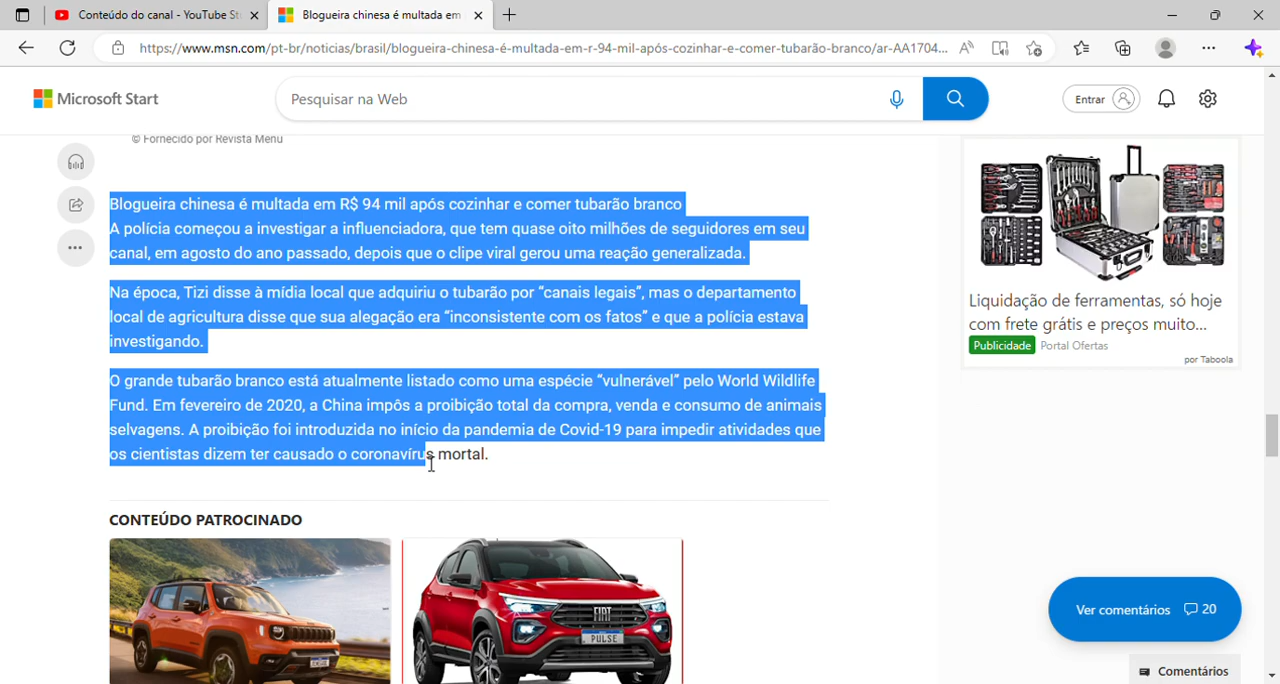 Conteúdo do canal - YouTube St
Blogueira chinesa é multada em
https://www.msn.com/pt-br/noticias/brasil/blogueira-chinesa-é-multada-em-r-94-mil-após-cozinhar-e-comer-tubarão-branco/ar-AA1704...
Microsoft Start
Pesquisar na Web
Entrar
© Fornecido por Revista Menu
Blogueira chinesa é multada em R$ 94 mil após cozinhar e comer tubarão branco
A polícia começou a investigar a influenciadora, que tem quase oito milhões de seguidores em seu
canal, em agosto do ano passado, depois que o clipe viral gerou uma reação generalizada.
Na época, Tizi disse à mídia local que adquiriu o tubarão por “canais legais”, mas o departamento
local de agricultura disse que sua alegação era “inconsistente com os fatos” e que a polícia estava
investigando.
O grande tubarão branco está atualmente listado como uma espécie “vulnerável” pelo World Wildlife
Fund. Em fevereiro de 2020, a China impôs a proibição total da compra, venda e consumo de animais
selvagens. A proibição foi introduzida no início da pandemia de Covid-19 para impedir atividades que
os cientistas dizem ter causado o coronavírus mortal.
Liquidação de ferramentas, só hoje
com frete grátis e preços muito...
Publicidade Portal Ofertas
por Taboola
CONTEÚDO PATROCINADO
FIAT
PULSE
Ver comentários 20
Comentários